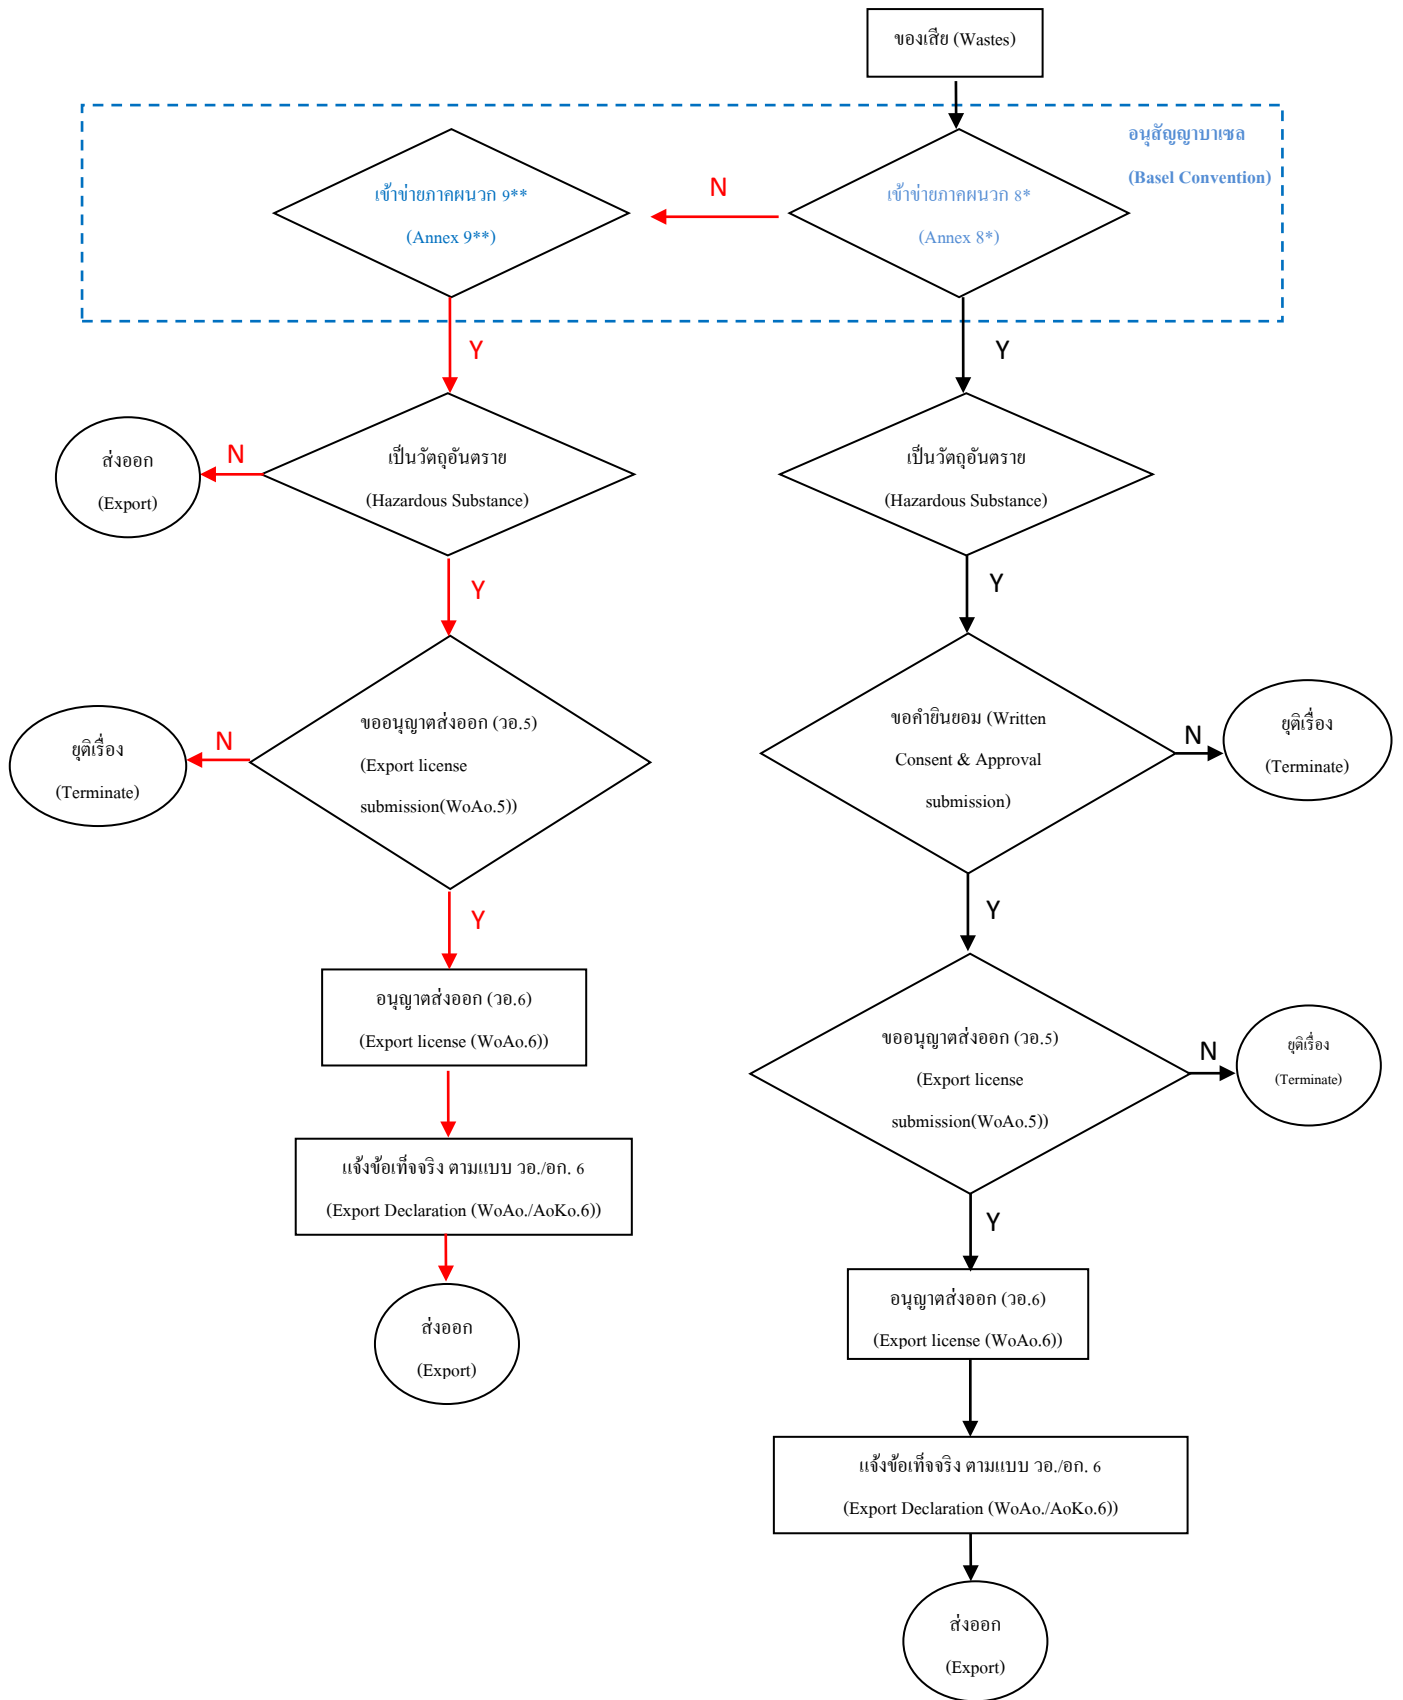 ของเสีย (Wastes)
อนุสัญญาบาเซล
(Basel Convention)
เข้าข่ายภาคผนวก 9**
(Annex 9**)
N
เข้าข่ายภาคผนวก 8*
(Annex 8*)
Y
Y
ส่งออก
(Export)
N
เป็นวัตถุอันตราย
(Hazardous Substance)
เป็นวัตถุอันตราย
(Hazardous Substance)
Y
Y
ยุติเรื่อง
(Terminate)
N
ขออนุญาตส่งออก (วอ.5)
(Export license
submission(WoAo.5))
ขอคำยินยอม (Written
Consent & Approval
submission)
N
ยุติเรื่อง
(Terminate)
Y
Y
อนุญาตส่งออก (วอ.6)
(Export license (WoAo.6))
ขออนุญาตส่งออก (วอ.5)
(Export license
submission(WoAo.5))
N
ยุติเรื่อง
(Terminate)
แจ้งข้อเท็จจริง ตามแบบ วอ./อก. 6
(Export Declaration (WoAo./AoKo.6))
Y
ส่งออก
(Export)
อนุญาตส่งออก (วอ.6)
(Export license (WoAo.6))
แจ้งข้อเท็จจริง ตามแบบ วอ./อก. 6
(Export Declaration (WoAo./AoKo.6))
ส่งออก
(Export)